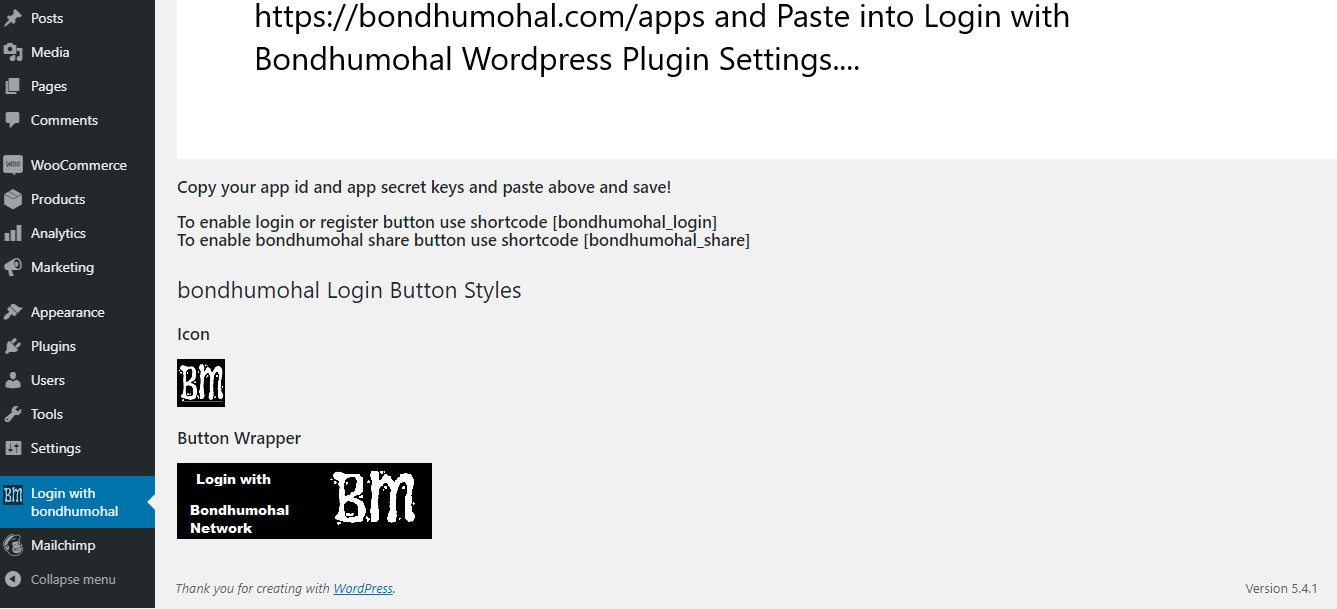 Posts
Media
Pages
Comments
WooCommerce
Products
Analytics
Marketing
Appearance
Plugins
Users
Tools
Settings
BM
Login with
bondhumohal
Mailchimp
Collapse menu
https://bondhumohal.com/apps and Paste into Login with
Bondhumohal Wordpress Plugin Settings....
Copy your app id and app secret keys and paste above and save!
To enable login or register button use shortcode [bondhumohal_login]
To enable bondhumohal share button use shortcode [bondhumohal_share]
bondhumohal Login Button Styles
Icon
BM
Button Wrapper
Login with
Bondhumohal
Network
BM
Thank you for creating with WordPress.
Version 5.4.1